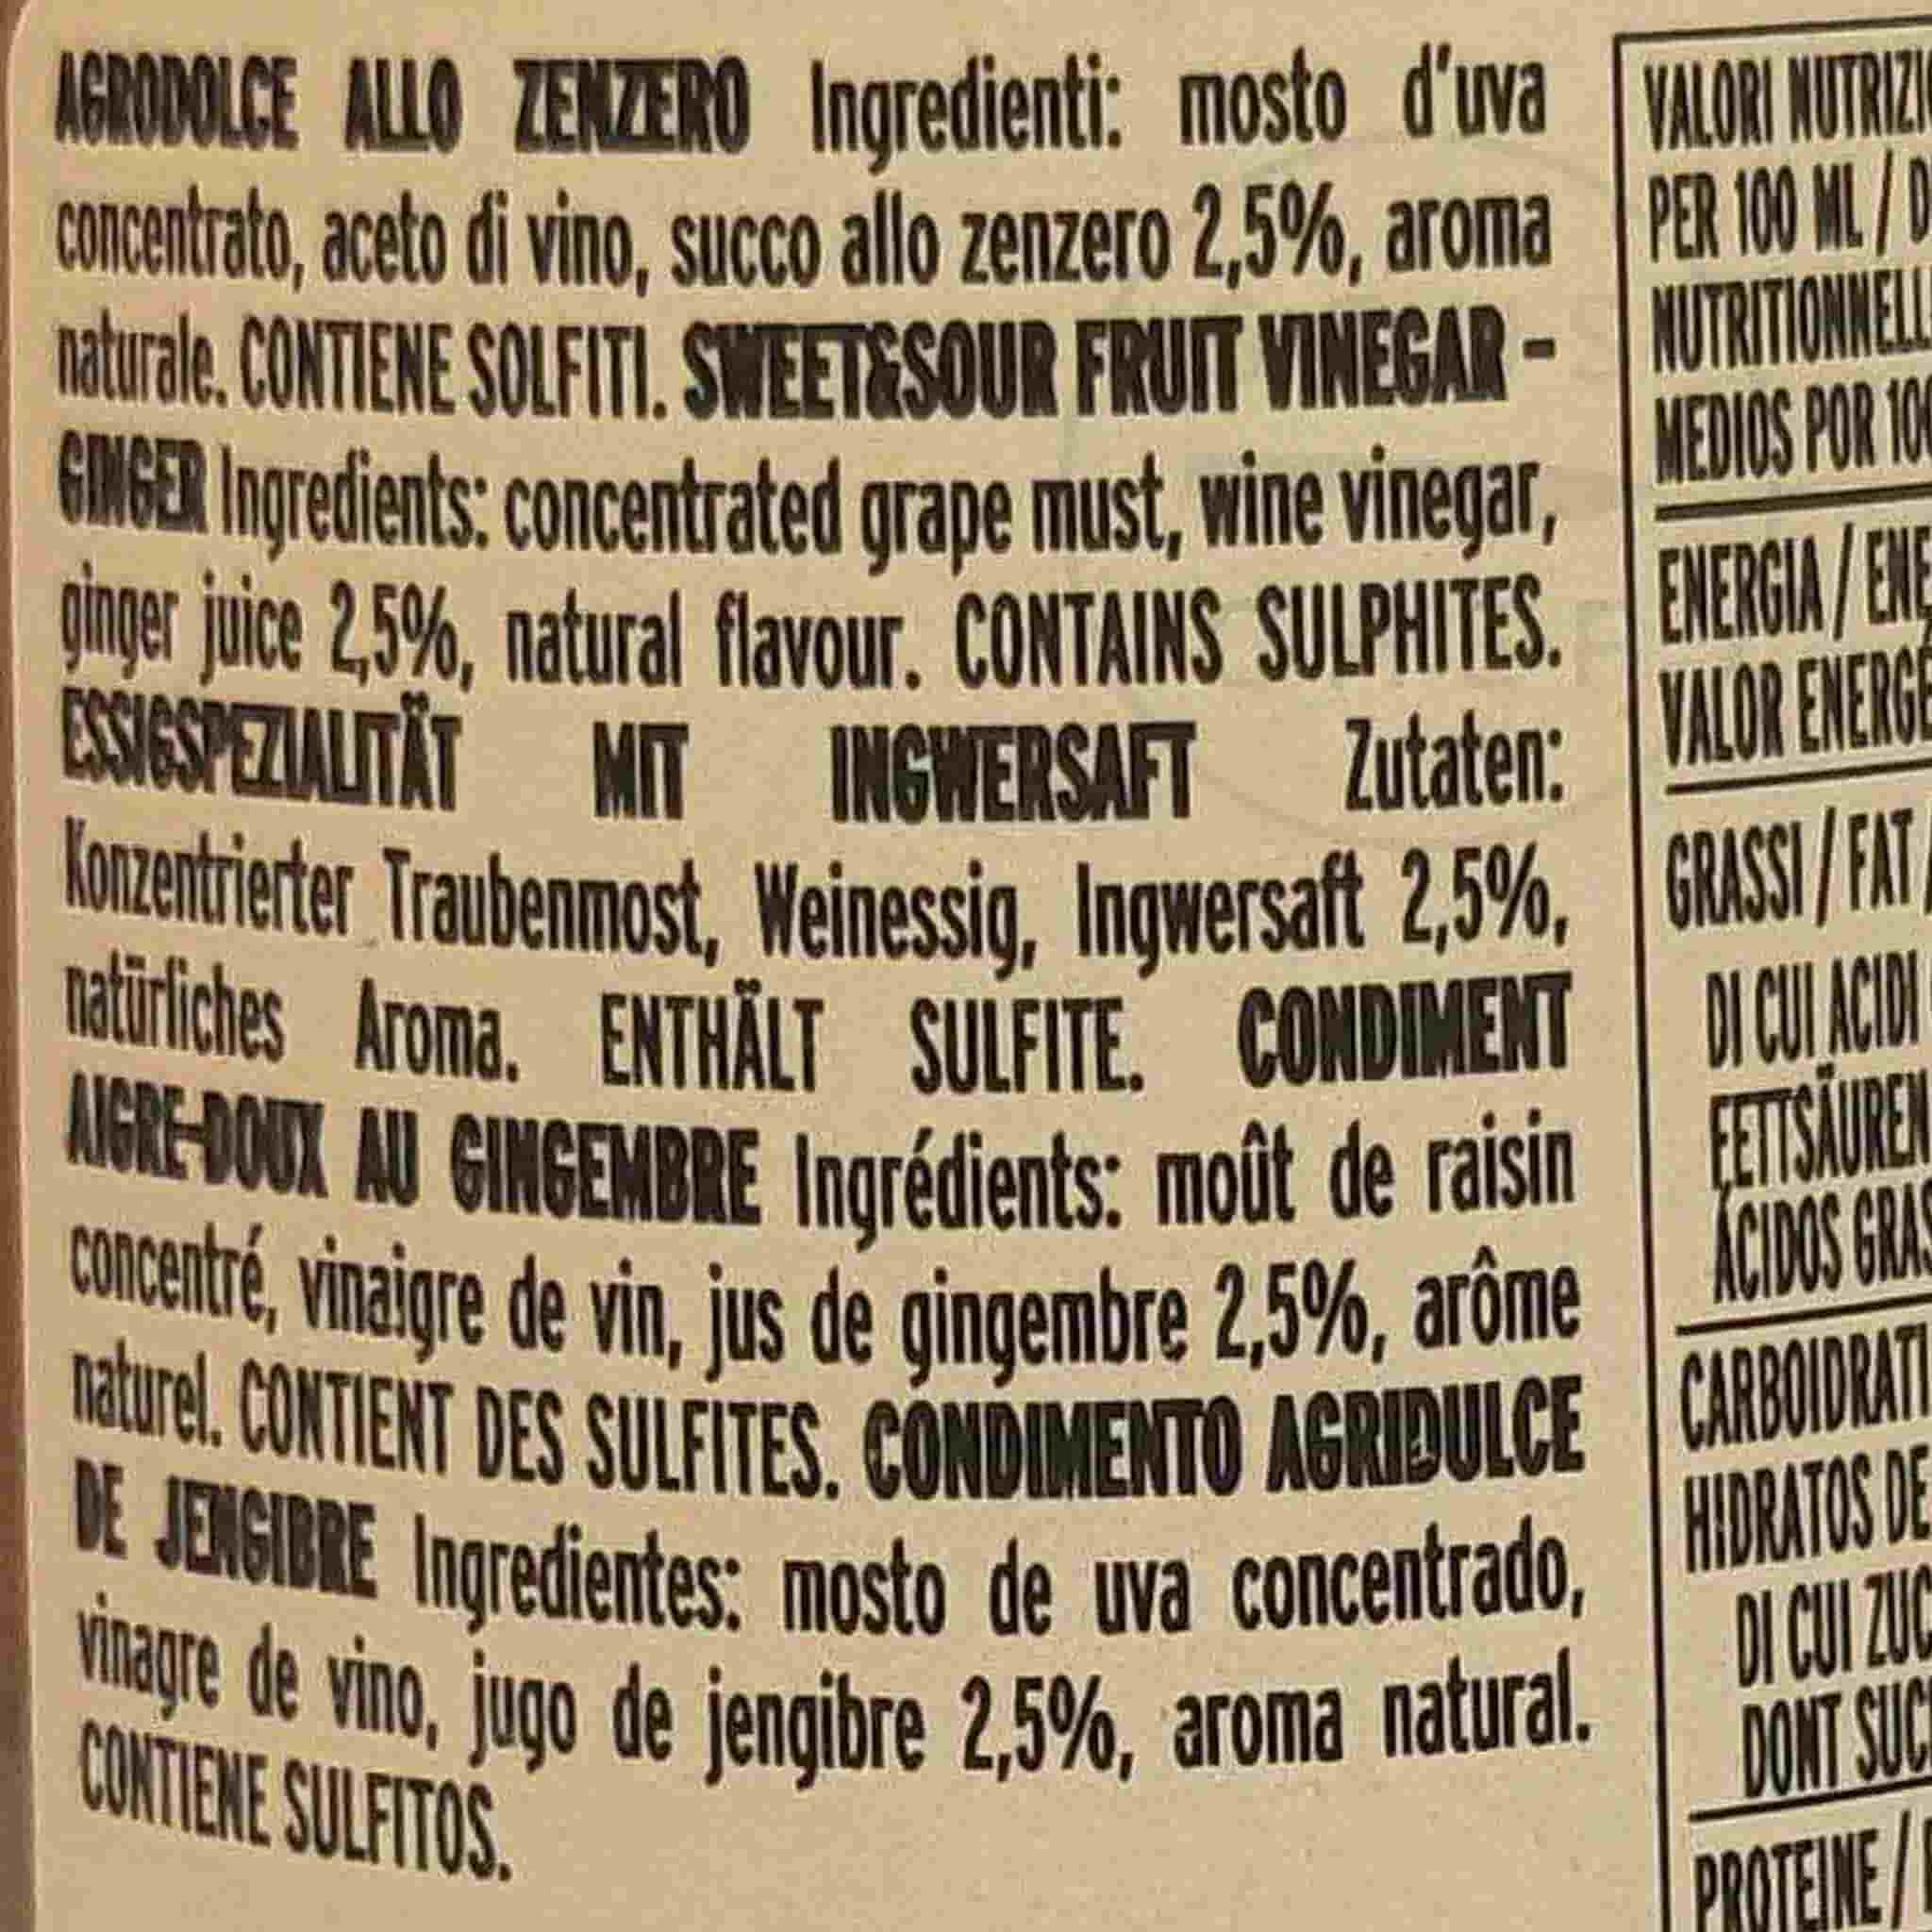 AGRODOLCE ALLO ZENZERO Ingredienti: mosto d'uva
concentrato, aceto di vino, succo allo zenzero 2,5%, aroma
naturale. CONTIENE SOLFITI. SWEET&SOUR FRUIT VINEGAR -
GINGER Ingredients: concentrated grape must, wine vinegar,
ginger juice 2,5%, natural flavour. CONTAINS SULPHITES.
ESSIGSPEZIALITÄT MIT INGWERSAFT Zutaten:
Konzentrierter Traubenmost, Weinessig, Ingwersaft 2,5%,
natürliches Aroma. ENTHÄLT SULFITE. CONDIMENT
AIGRE-DOUX AU GINGEMBRE Ingrédients: moût de raisin
concentré, vinaigre de vin, jus de gingembre 2,5%, arôme
naturel. CONTIENT DES SULFITES. CONDIMENTO AGRIDULCE
DE JENGIBRE Ingredientes: mosto de uva concentrado,
vinagre de vino, jugo de jengibre 2,5%, aroma natural.
CONTIENE SULFITOS.
VALORI NUTRIZI
PER 100 ML / D
NUTRITIONNELL
MEDIOS POR 10
ENERGIA / ENE
VALOR ENERGÉ
GRASSI / FAT /
DI CUI ACIDI
FETTSÄUREN
ÁCIDOS GRAS
CARBOIDRATI
HIDRATOS DE
DI CUI ZUC
DONT SUC
PROTEINE /